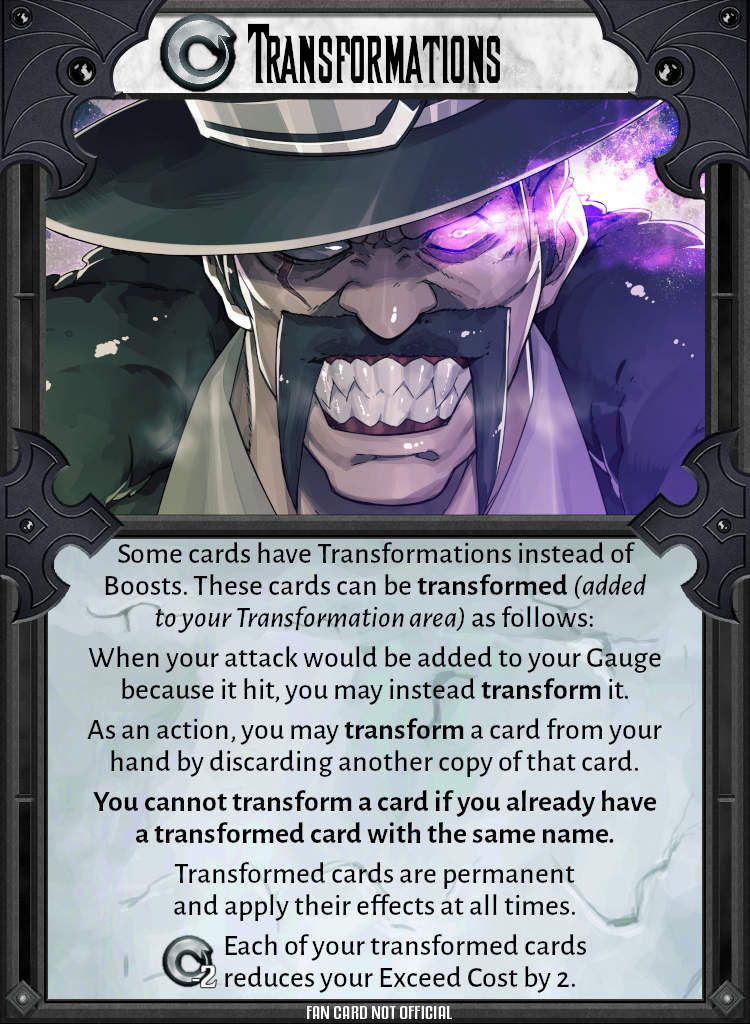 Transformations
Some cards have Transformations instead of
Boosts. These cards can be transformed (added
to your Transformation area) as follows:
When your attack would be added to your Gauge
because it hit, you may instead transform it.
As an action, you may transform a card from your
hand by discarding another copy of that card.
You cannot transform a card if you already have
a transformed card with the same name.
Transformed cards are permanent
and apply their effects at all times.
-2 Each of your transformed cards
reduces your Exceed Cost by 2.
FAN CARD NOT OFFICIAL